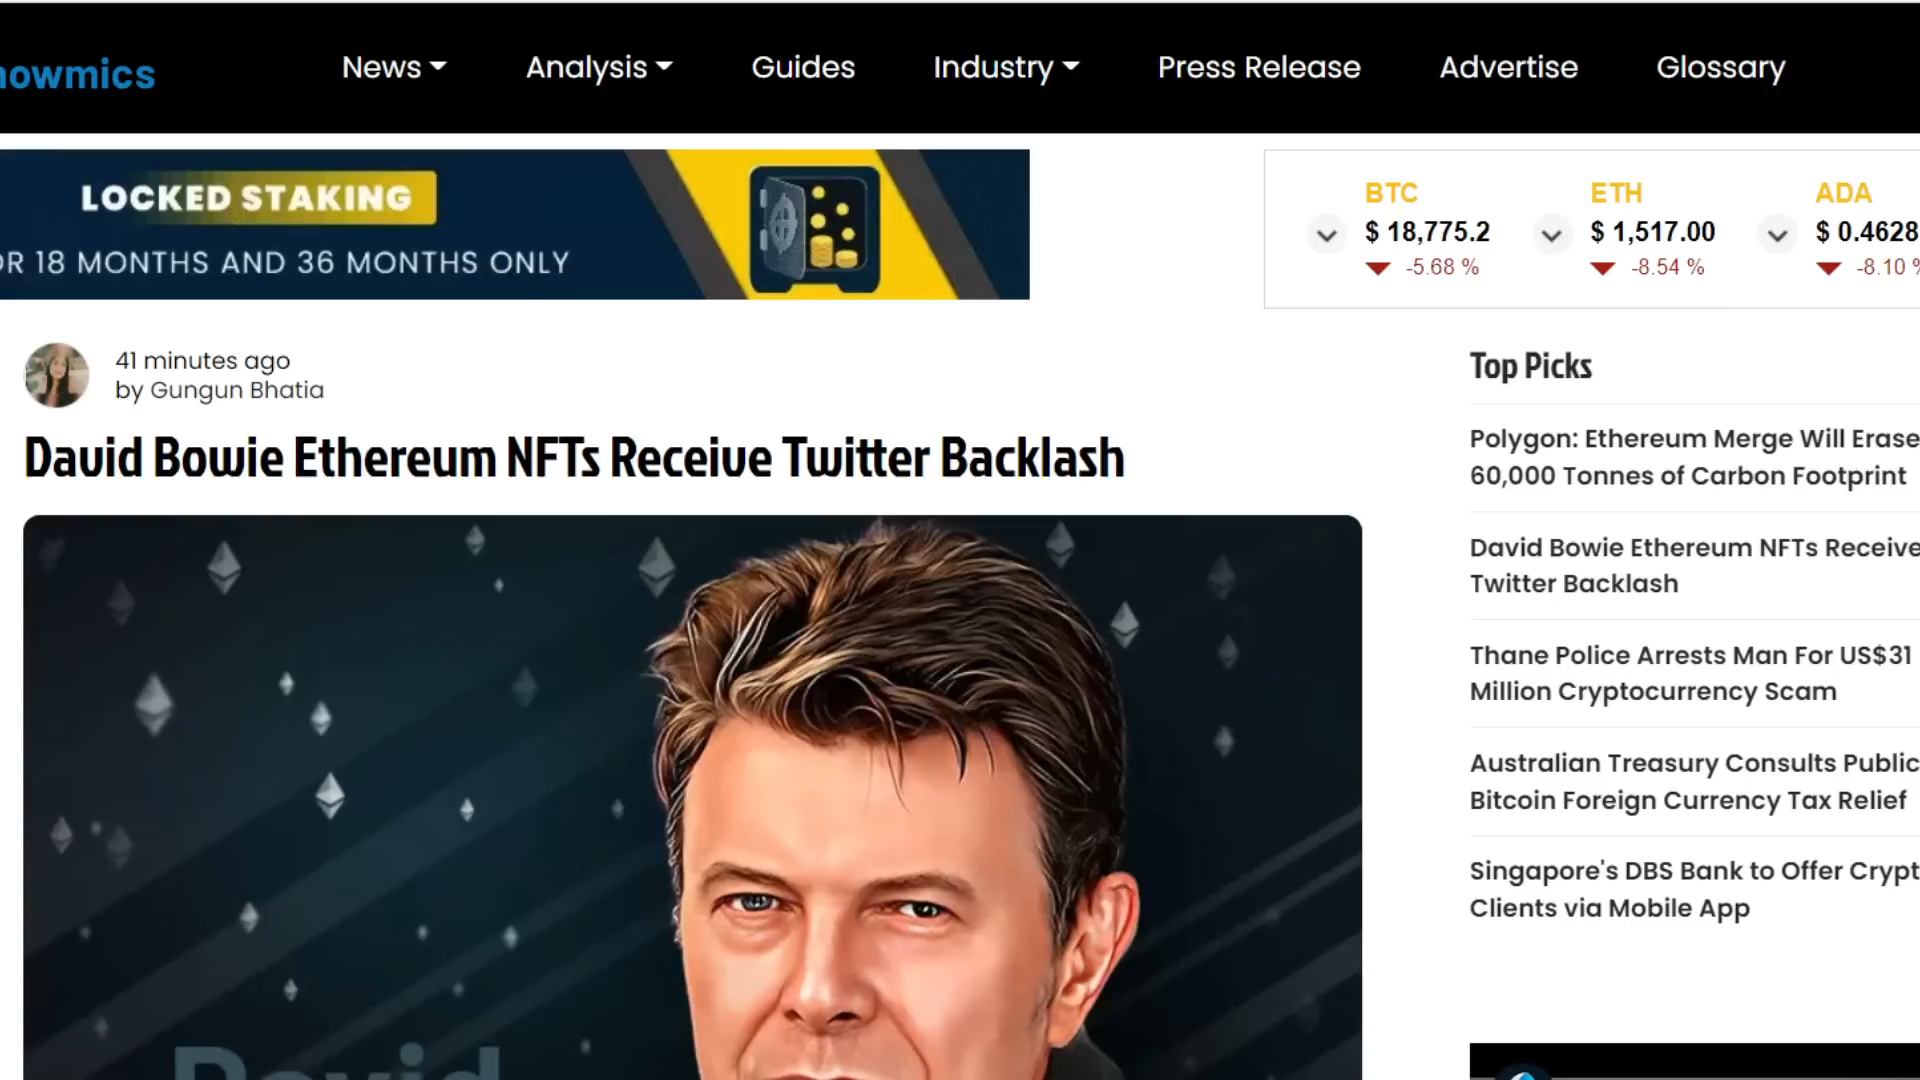 nowmics
News
Analysis
Guides
Industry
Press Release
Advertise
Glossary
LOCKED STAKING
OR 18 MONTHS AND 36 MONTHS ONLY
BTC
$ 18,775.2
-5.68 %
ETH
$ 1,517.00
-8.54 %
ADA
$ 0.4628
-8.10 %
41 minutes ago
by Gungun Bhatia
David Bowie Ethereum NFTs Receive Twitter Backlash
David
Top Picks
Polygon: Ethereum Merge Will Erase
60,000 Tonnes of Carbon Footprint
David Bowie Ethereum NFTs Receive
Twitter Backlash
Thane Police Arrests Man For US$31
Million Cryptocurrency Scam
Australian Treasury Consults Public
Bitcoin Foreign Currency Tax Relief
Singapore's DBS Bank to Offer Crypt
Clients via Mobile App